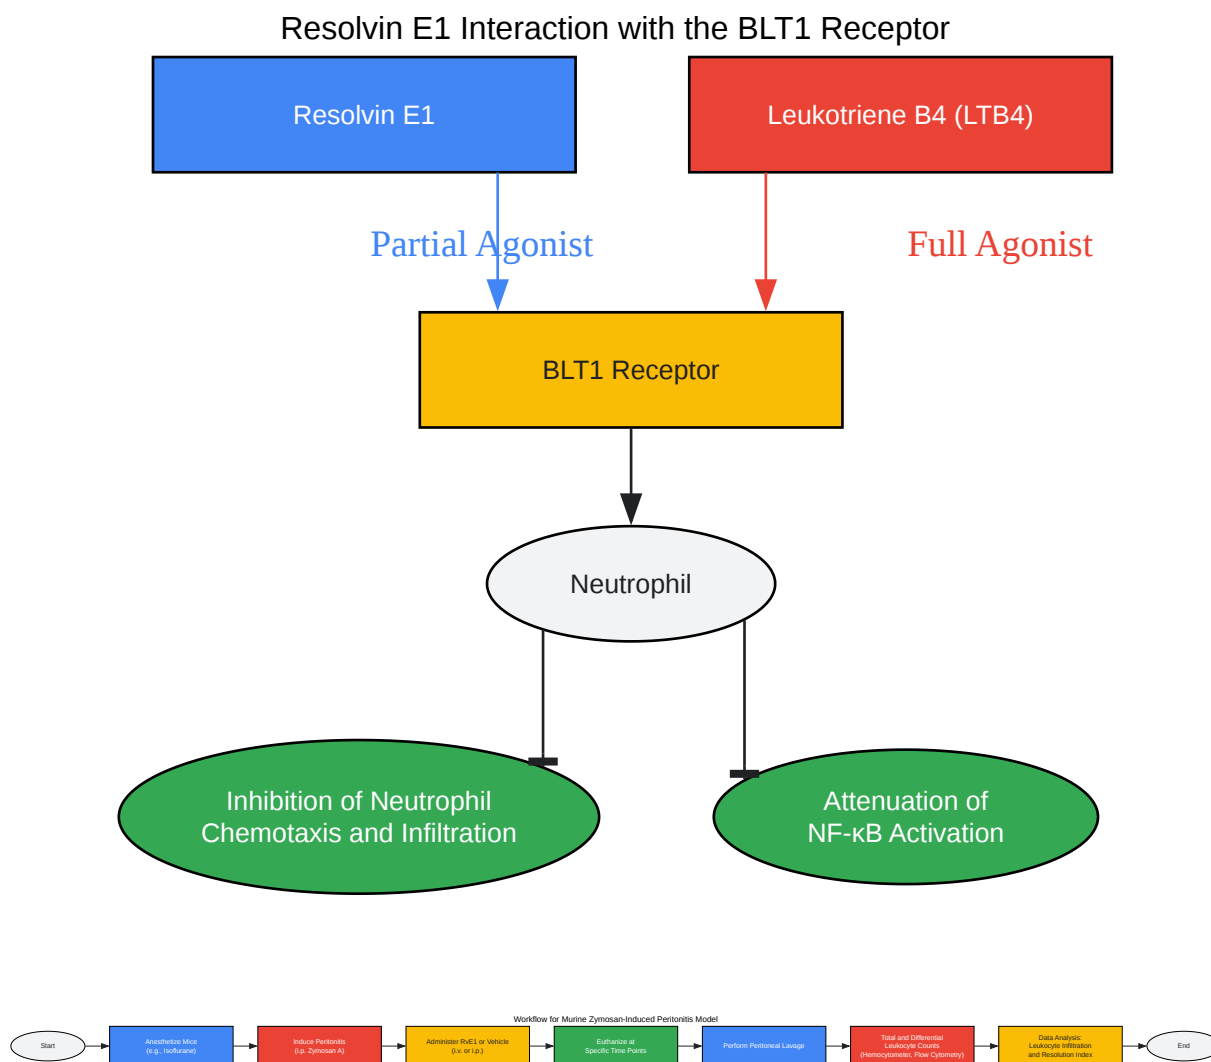 Resolvin E1 Interaction with the BLT1 Receptor
Resolvin E1
Leukotriene B4 (LTB4)
Partial Agonist
Full Agonist
BLT1 Receptor
Neutrophil
Inhibition of Neutrophil
Chemotaxis and Infiltration
Attenuation of
NF-κB Activation
Workflow for Murine Zymosan-Induced Peritonitis Model
Start
Anesthetize Mice
(e.g., Isoflurane)
Induce Peritonitis
(i.p. Zymosan A)
Administer RvE1 or Vehicle
(i.v. or i.p.)
Euthanize at
Specific Time Points
Perform Peritoneal Lavage
Total and Differential
Leukocyte Counts
(Hemocytometer, Flow Cytometry)
Data Analysis:
Leukocyte Infiltration
and Resolution Index
End